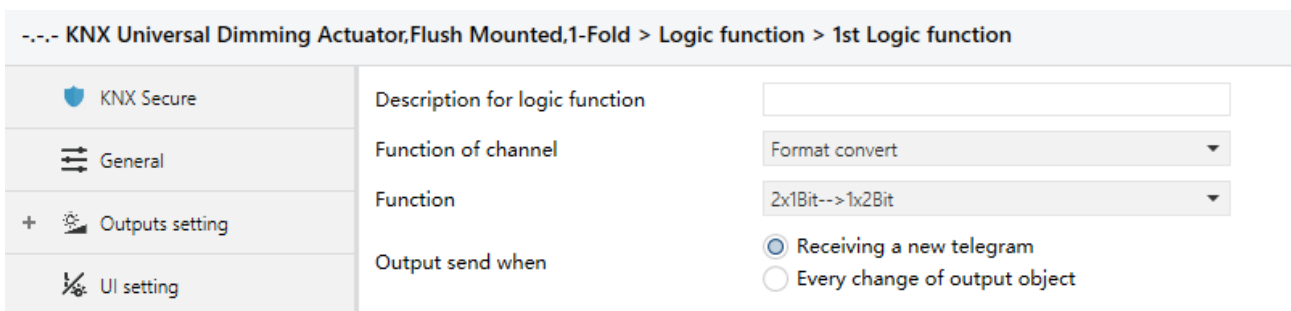 -.-.- KNX Universal Dimming Actuator,Flush Mounted,1-Fold > Logic function > 1st Logic function
KNX Secure
General
+ Outputs setting
UI setting
Description for logic function
Function of channel Format convert
Function 2x1Bit-->1x2Bit
Output send when Receiving a new telegram
Every change of output object